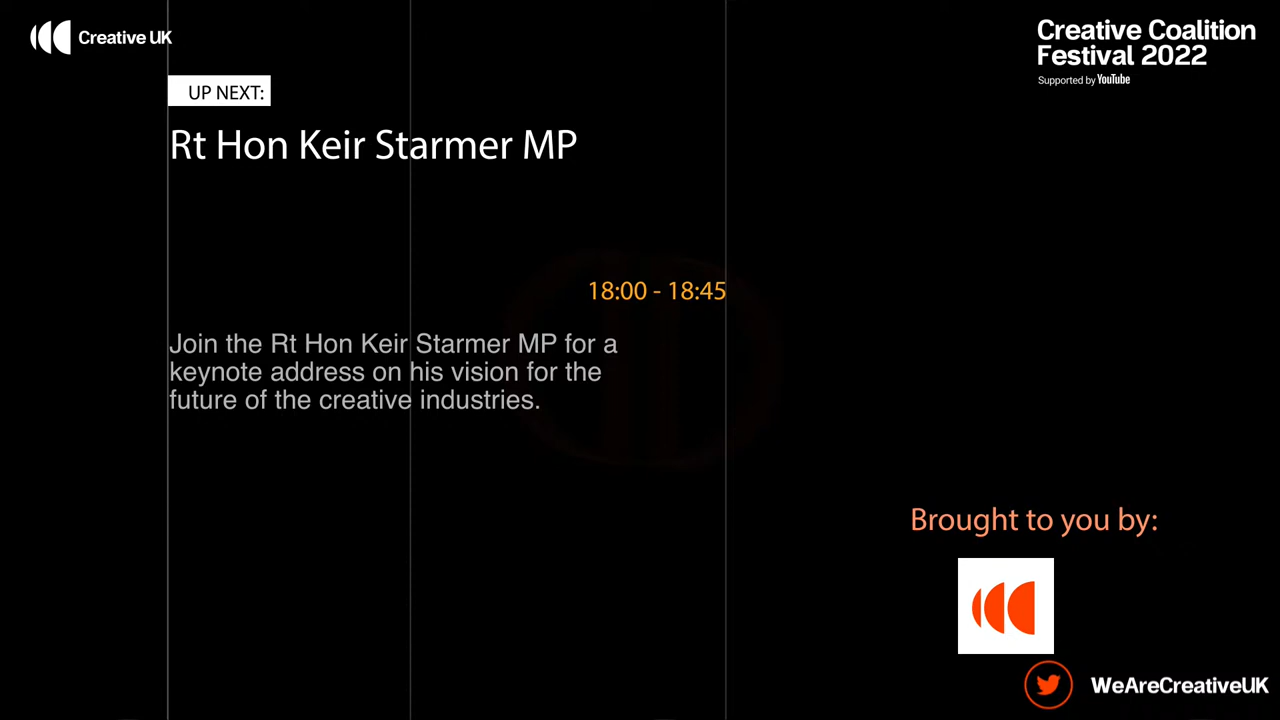 Creative UK
Creative Coalition
Festival 2022
Supported by YouTube
UP NEXT:
Rt Hon Keir Starmer MP
18:00 - 18:45
Join the Rt Hon Keir Starmer MP for a
keynote address on his vision for the
future of the creative industries.
Brought to you by:
WeAreCreativeUK